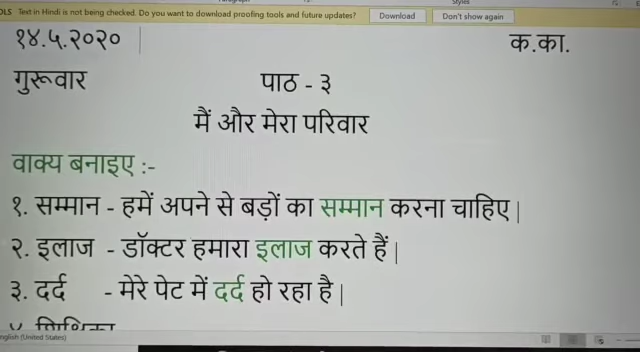 DLS Text in Hindi is not being checked. Do you want to download proofing tools and future updates? Download Don't show again
१४.५.२०२० क.का.
गुरूवार पाठ - ३
मैं और मेरा परिवार
वाक्य बनाइए :-
१. सम्मान - हमें अपने से बड़ों का सम्मान करना चाहिए |
२. इलाज - डॉक्टर हमारा इलाज करते हैं |
३. दर्द - मेरे पेट में दर्द हो रहा है |
nglish (United States)